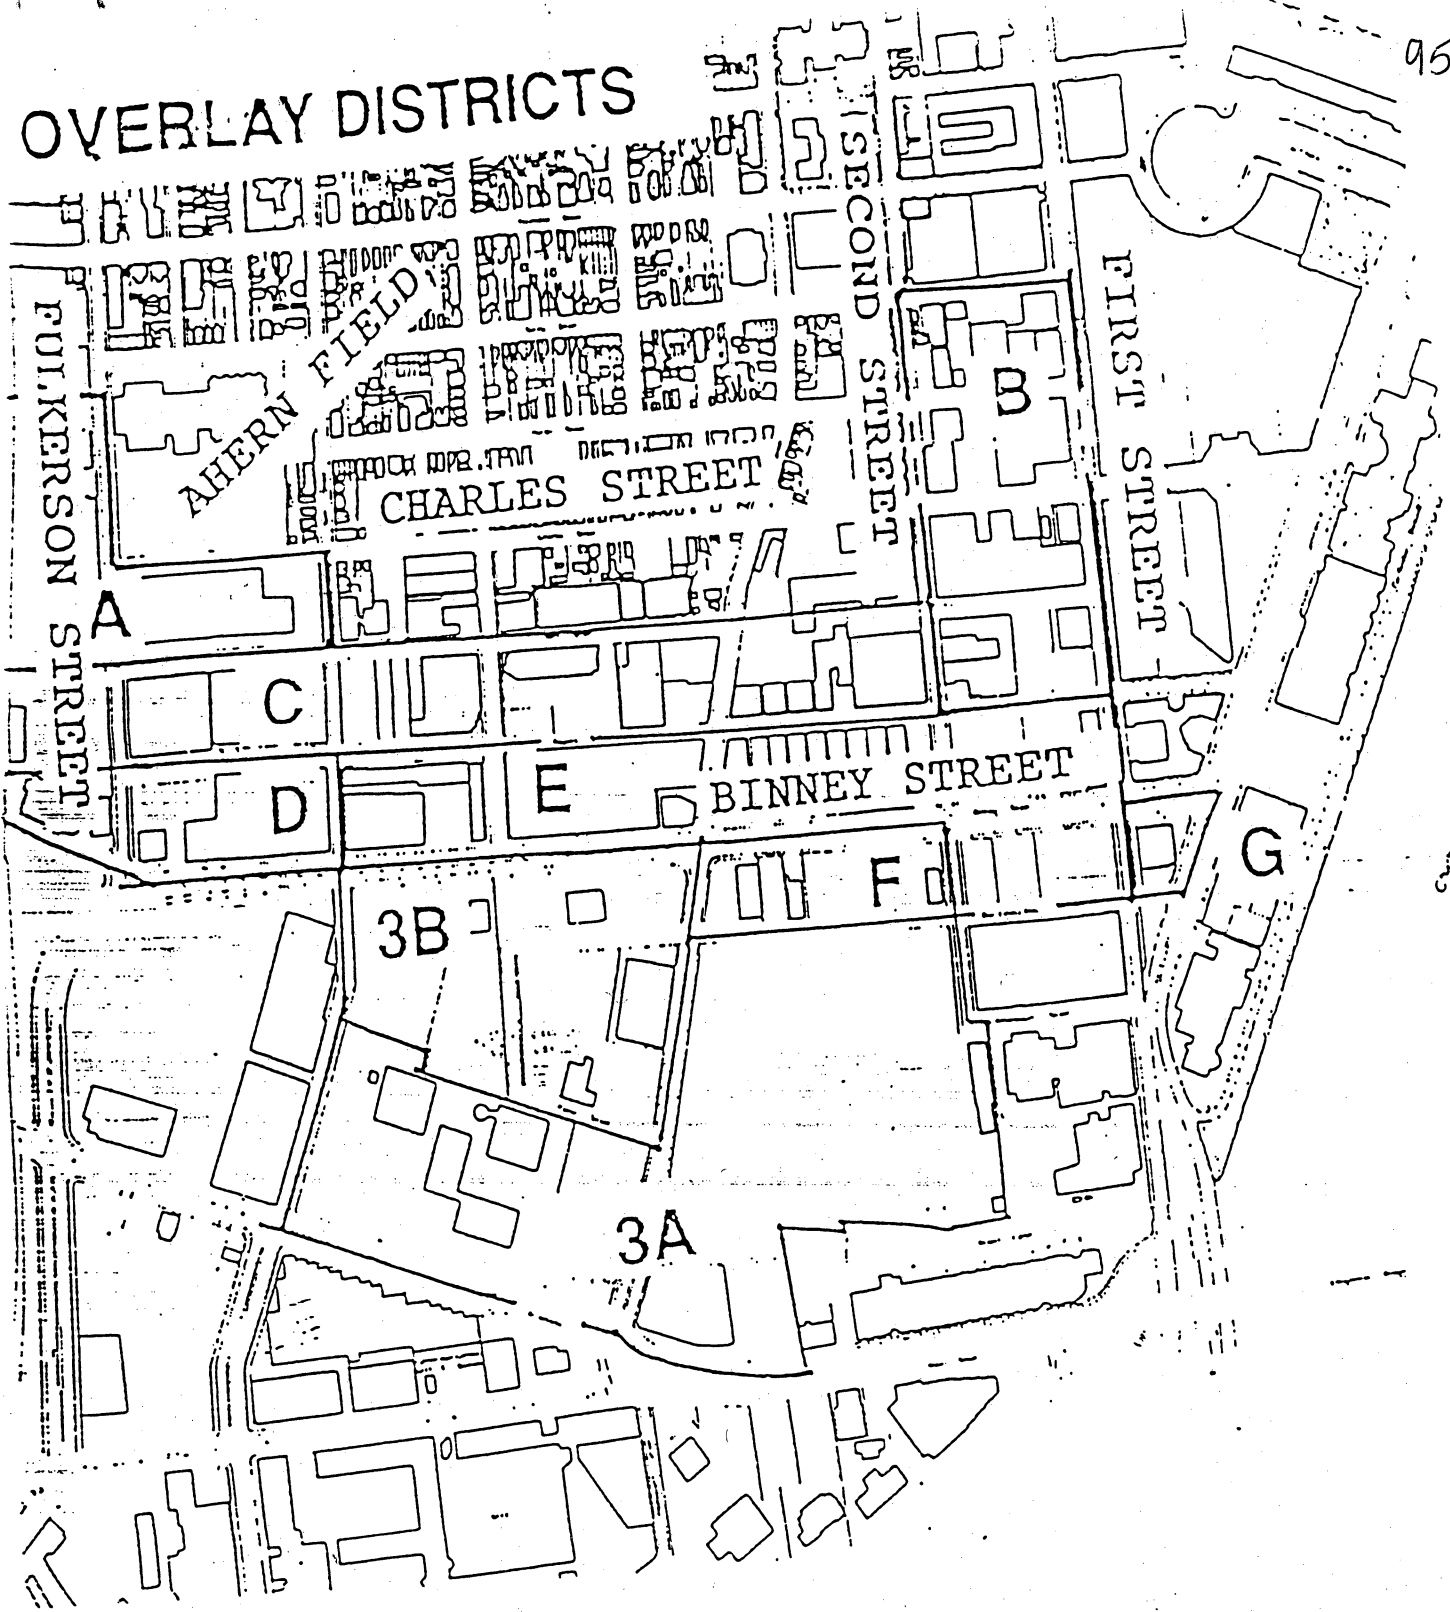 95
OVERLAY DISTRICTS
SECOND STREET
FIRST STREET
FULKERSON STREET
AHERN FIELD
B
CHARLES STREET
A
C
D
E
BINNEY STREET
F
G
3B
3A